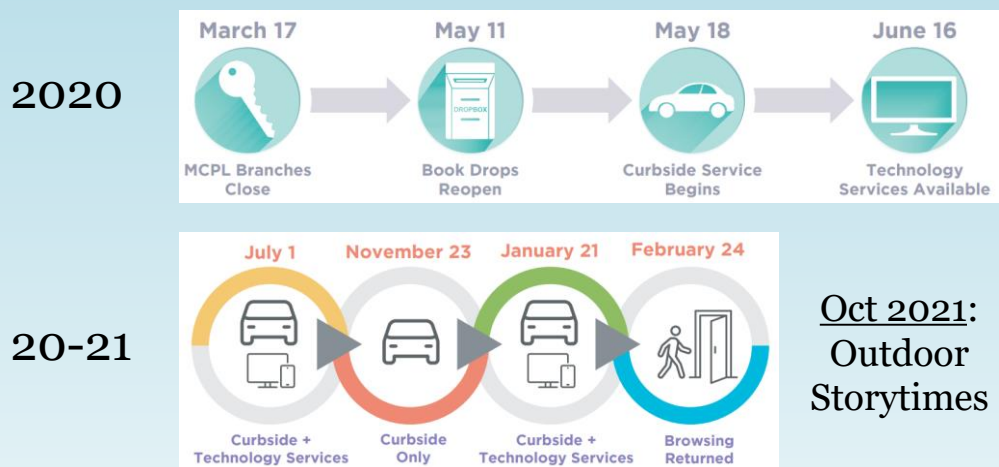 2020
March 17
May 11
May 18
June 16
DROPBOX
MCPL Branches
Close
Book Drops
Reopen
Curbside Service
Begins
Technology
Services Available
20-21
July 1
November 23
January 21
February 24
Curbside +
Technology Services
Curbside
Only
Curbside +
Technology Services
Browsing
Returned
Oct 2021:
Outdoor
Storytimes